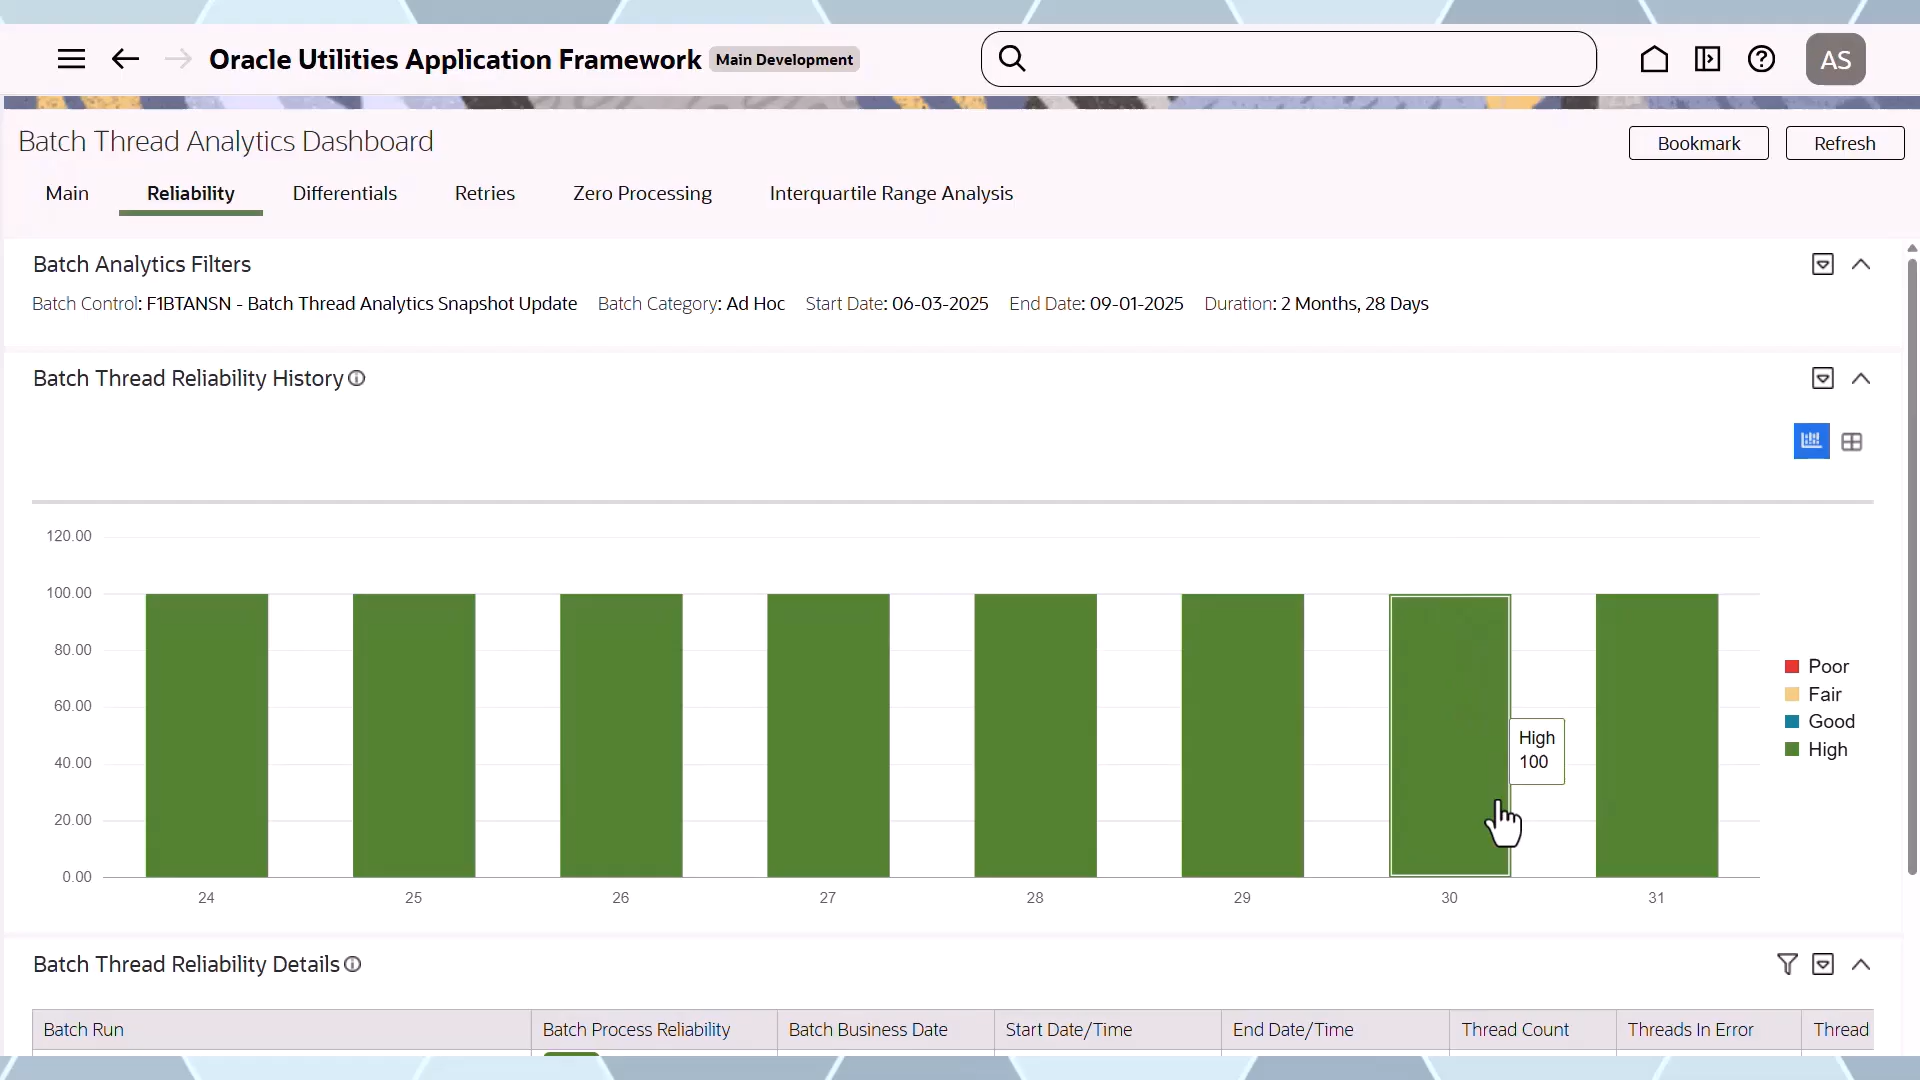 Oracle Utilities Application Framework Main Development
AS
Batch Thread Analytics Dashboard
Bookmark
Refresh
Main
Reliability
Differentials
Retries
Zero Processing
Interquartile Range Analysis
Batch Analytics Filters
Batch Control: F1BTANSN - Batch Thread Analytics Snapshot Update Batch Category: Ad Hoc Start Date: 06-03-2025 End Date: 09-01-2025 Duration: 2 Months, 28 Days
Batch Thread Reliability History
120.00
100.00
80.00
60.00
40.00
20.00
0.00
24
25
26
27
28
29
30
31
High
100
Poor
Fair
Good
High
Batch Thread Reliability Details
Batch Run
Batch Process Reliability
Batch Business Date
Start Date/Time
End Date/Time
Thread Count
Threads In Error
Thread